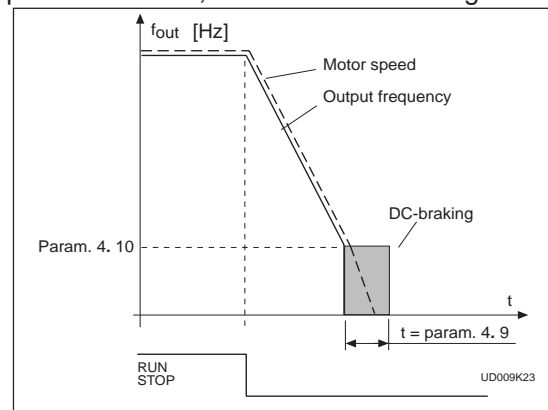 fout [Hz]
Motor speed
Output frequency
DC-braking
Param. 4. 10
t
t = param. 4. 9
RUN
STOP
UD009K23